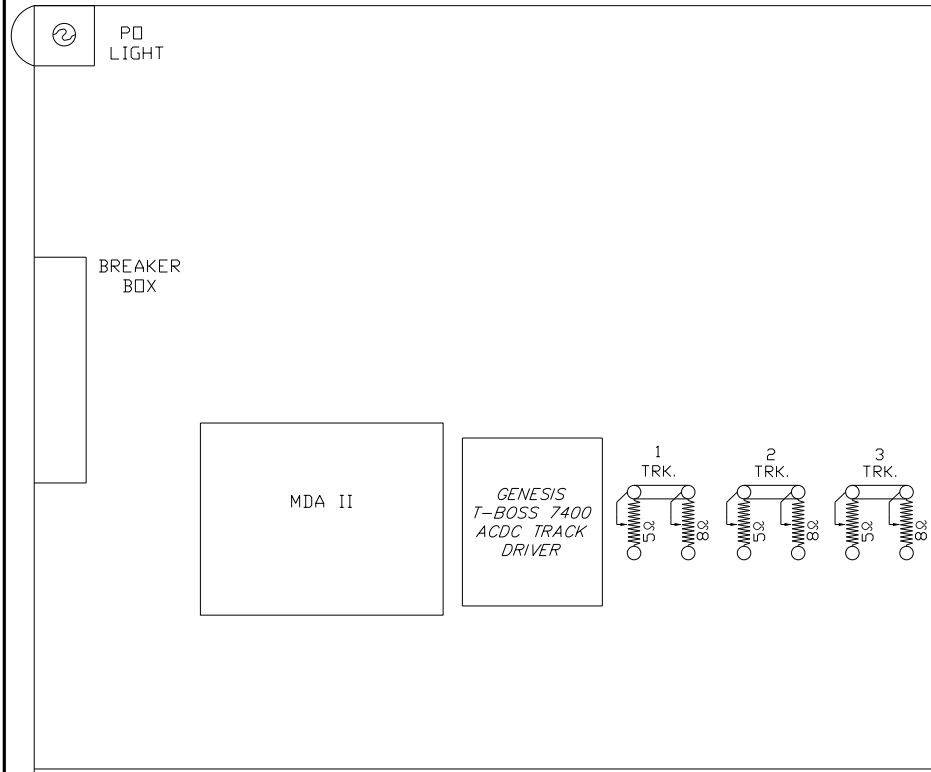 PO
LIGHT
BREAKER
BOX
MDA II
GENESIS
T-BOSS 7400
ACDC TRACK
DRIVER
1
TRK.
5Ω
8Ω
2
TRK.
5Ω
8Ω
3
TRK.
5Ω
8Ω